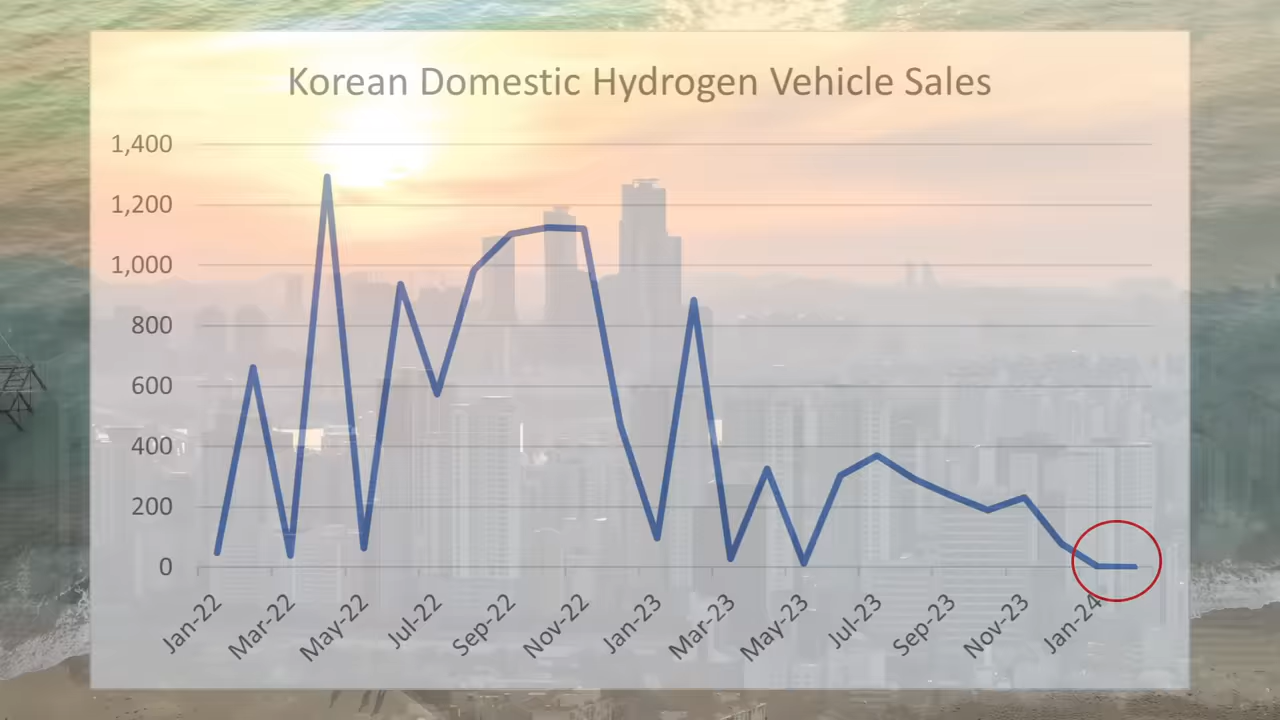 Korean Domestic Hydrogen Vehicle Sales
1,400
1,200
1,000
800
600
400
200
0
Jan-22
Mar-22
May-22
Jul-22
Sep-22
Nov-22
Jan-23
Mar-23
May-23
Jul-23
Sep-23
Nov-23
Jan-24